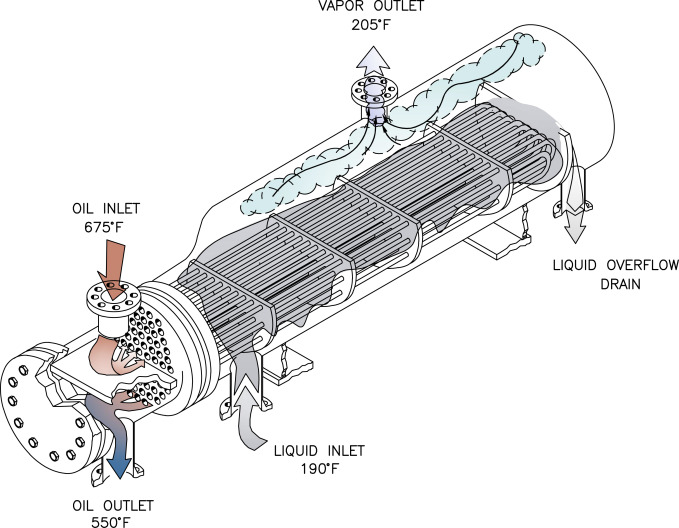 VAPOR OUTLET
205°F
OIL INLET
675°F
LIQUID OVERFLOW
DRAIN
LIQUID INLET
190°F
OIL OUTLET
550°F